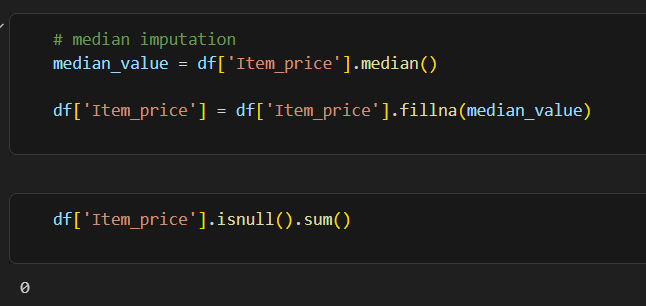 # median imputation
median_value = df['Item_price'].median()
df['Item_price'] = df['Item_price'].fillna(median_value)
df['Item_price'].isnull().sum()
0